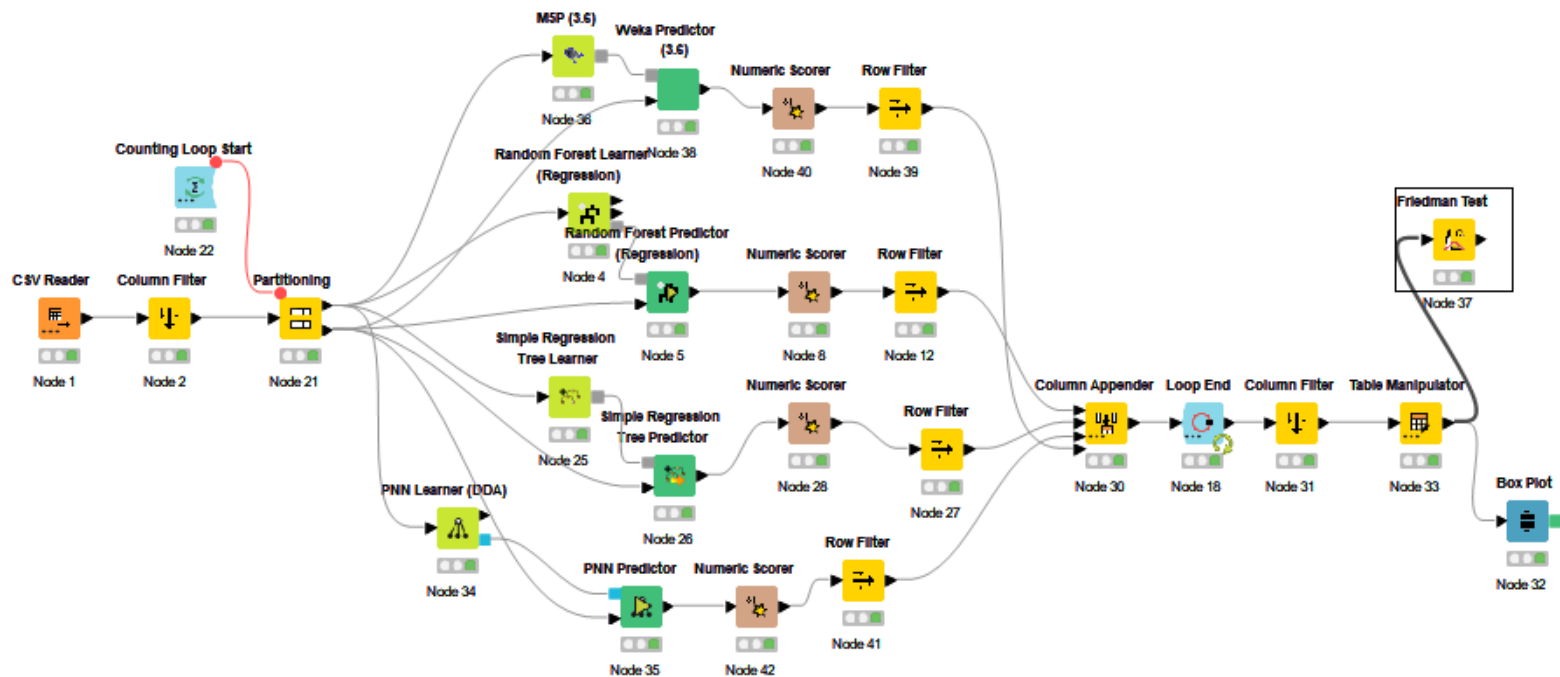 M5P (3.6)
Node 36
Weka Predictor
(3.6)
Node 38
Numeric Scorer
Node 40
Row Filter
Node 39
Counting Loop Start
Node 22
CSV Reader
Node 1
Column Filter
Node 2
Partitioning
Node 21
Random Forest Learner
(Regression)
Node 4
Random Forest Predictor
(Regression)
Node 5
Numeric Scorer
Node 8
Row Filter
Node 12
Simple Regression
Tree Learner
Node 25
Simple Regression
Tree Predictor
Node 26
Numeric Scorer
Node 28
Row Filter
Node 27
PNN Learner (DDA)
Node 34
PNN Predictor
Node 35
Numeric Scorer
Node 42
Row Filter
Node 41
Column Appender
Node 30
Loop End
Node 18
Column Filter
Node 31
Table Manipulator
Node 33
Friedman Test
Node 37
Box Plot
Node 32